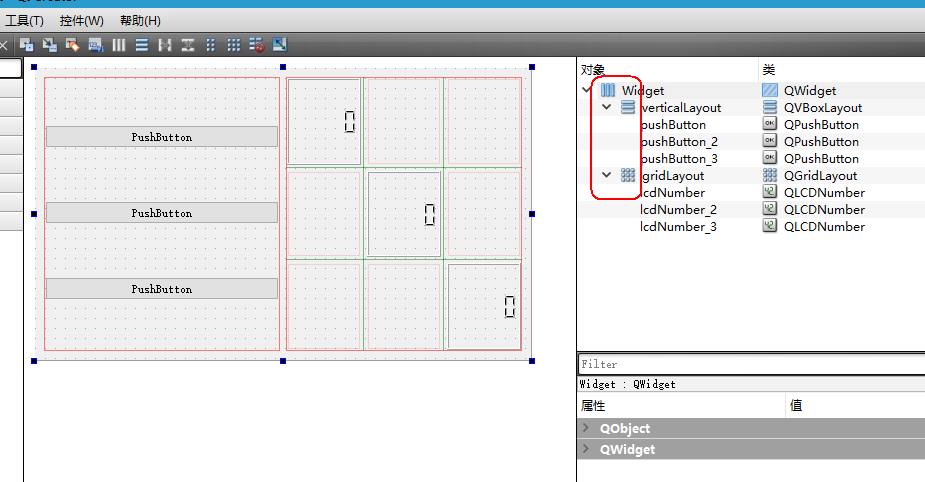 工具(T) 控件(W) 帮助(H)
对象 类
Widget QWidget
verticalLayout QVBoxLayout
pushButton QPushButton
pushButton_2 QPushButton
pushButton_3 QPushButton
gridLayout QGridLayout
lcdNumber QLCDNumber
lcdNumber_2 QLCDNumber
lcdNumber_3 QLCDNumber
0
PushButton
0
PushButton
PushButton
0
Filter
Widget : QWidget
属性 值
QObject
QWidget